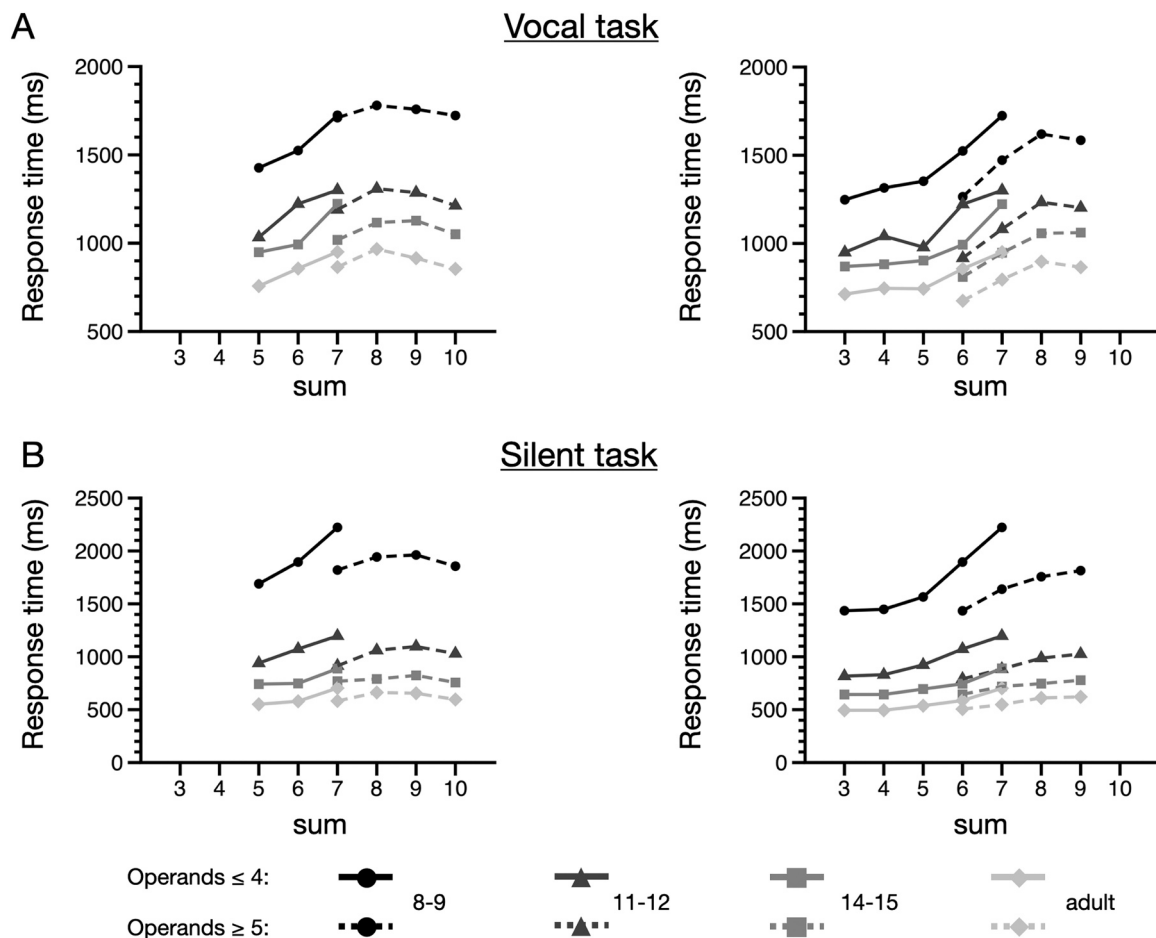 A
Vocal task
Response time (ms)
2000
1500
1000
500
3 4 5 6 7 8 9 10
sum
Response time (ms)
2000
1500
1000
500
3 4 5 6 7 8 9 10
sum
B
Silent task
Response time (ms)
2500
2000
1500
1000
500
0
3 4 5 6 7 8 9 10
sum
Response time (ms)
2500
2000
1500
1000
500
0
3 4 5 6 7 8 9 10
sum
Operands ≤ 4:
8-9 11-12 14-15 adult
Operands ≥ 5: